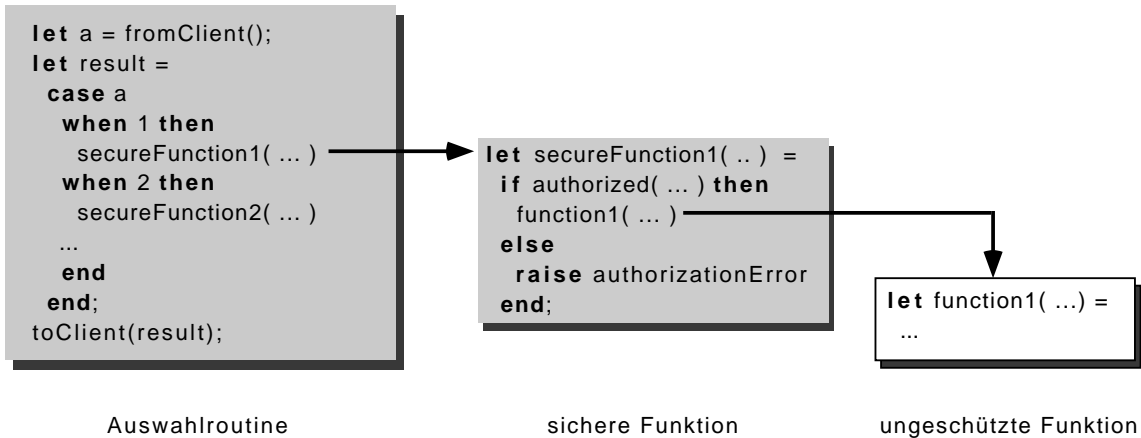 let a = fromClient();
let result =
case a
when 1 then
secureFunction1( ... )
when 2 then
secureFunction2( ... )
...
end
end;
toClient(result);
let secureFunction1( .. ) =
if authorized( ... ) then
function1( ... )
else
raise authorizationError
end;
let function1( ...) =
...
Auswahlroutine
sichere Funktion
ungeschützte Funktion